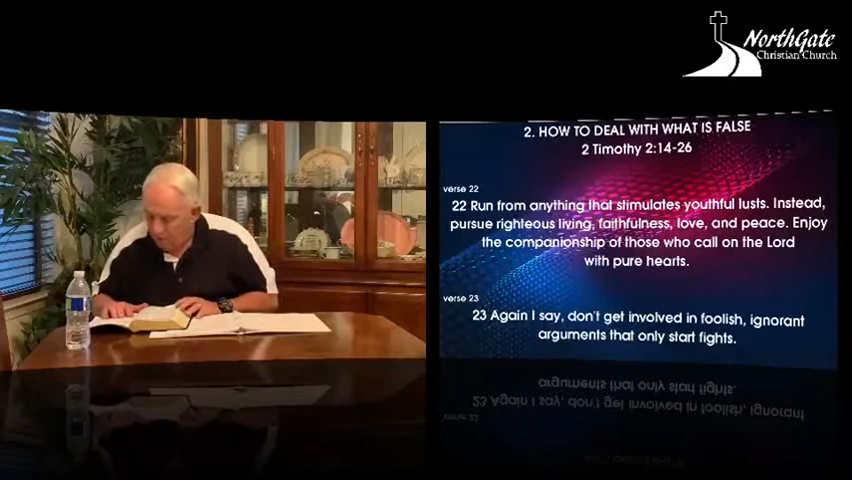 NorthGate
Christian Church
2. HOW TO DEAL WITH WHAT IS FALSE
2 Timothy 2:14-26
verse 22
22 Run from anything that stimulates youthful lusts. Instead,
pursue righteous living, faithfulness, love, and peace. Enjoy
the companionship of those who call on the Lord
with pure hearts.
verse 23
23 Again I say, don't get involved in foolish, ignorant
arguments that only start fights.